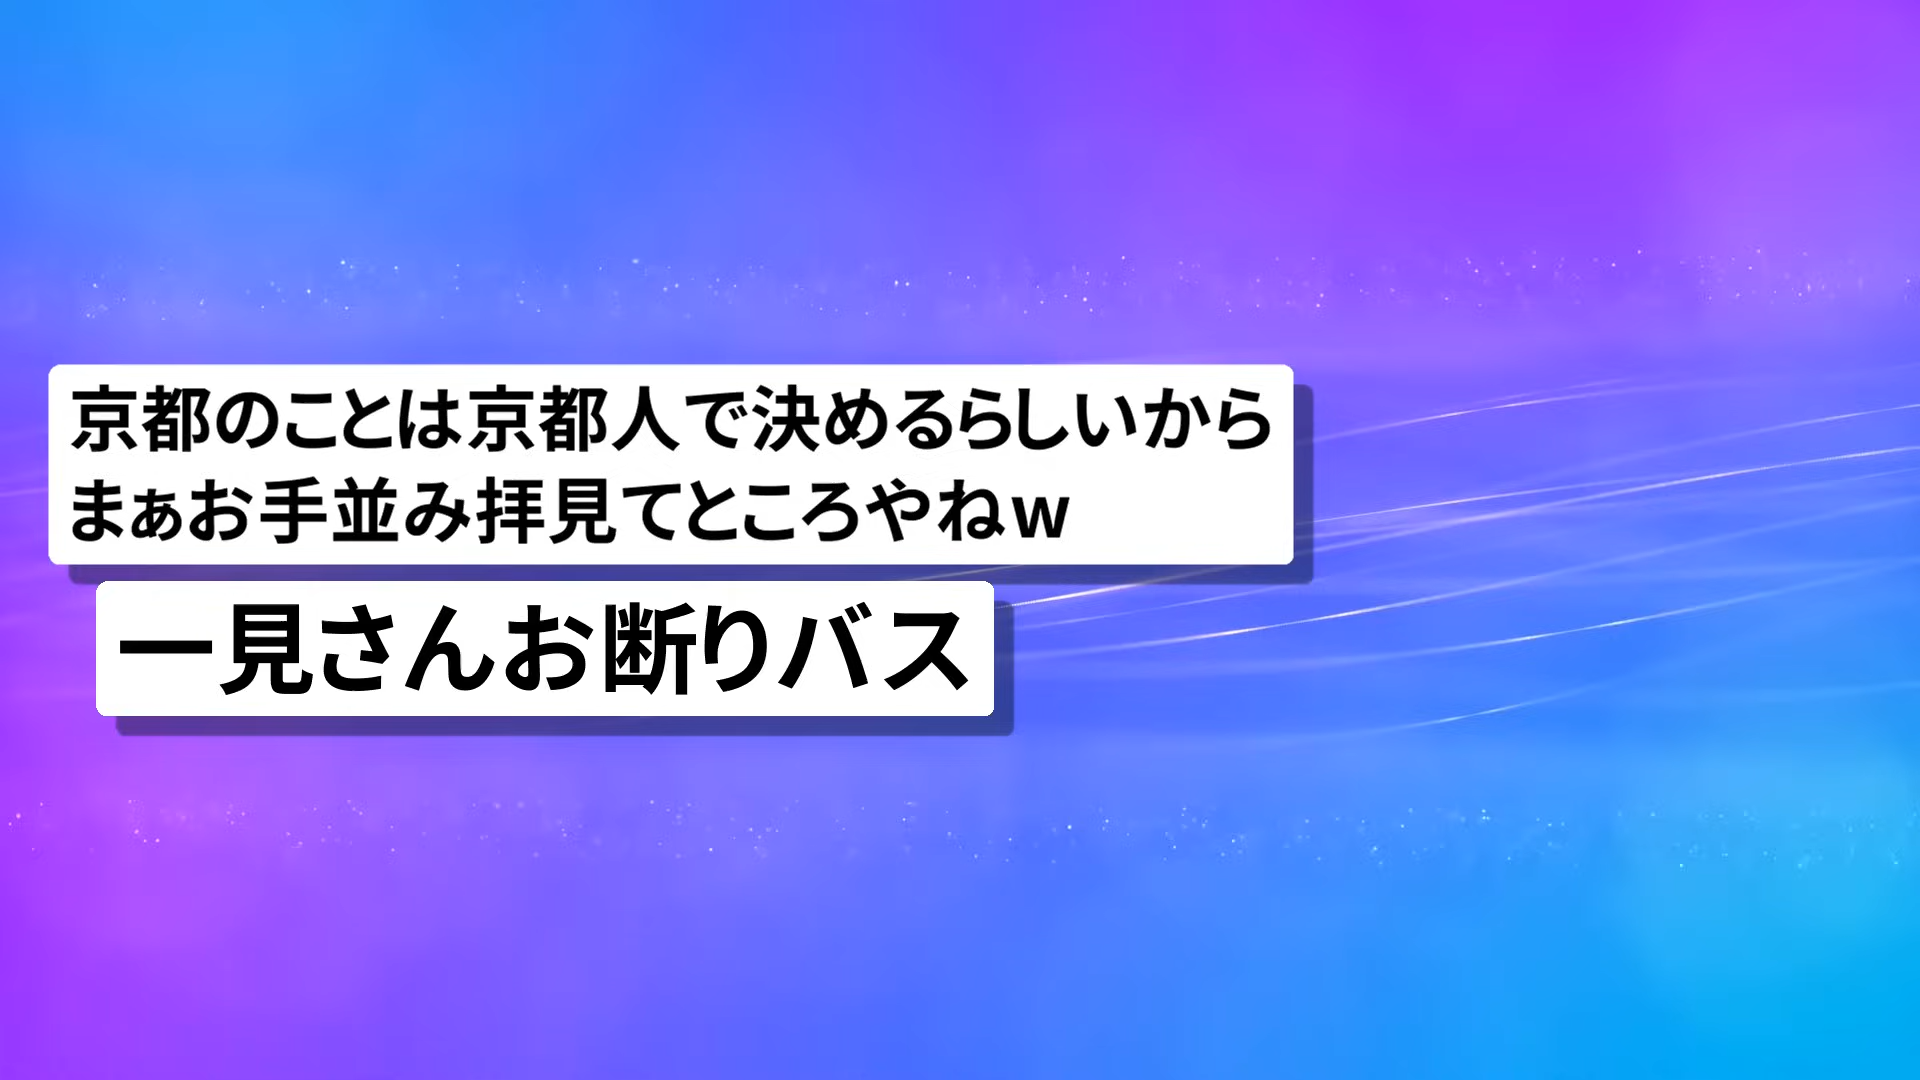 京都のことは京都人で決めるらしいから
まぁお手並み拝見てところやねw
一見さんお断りバス